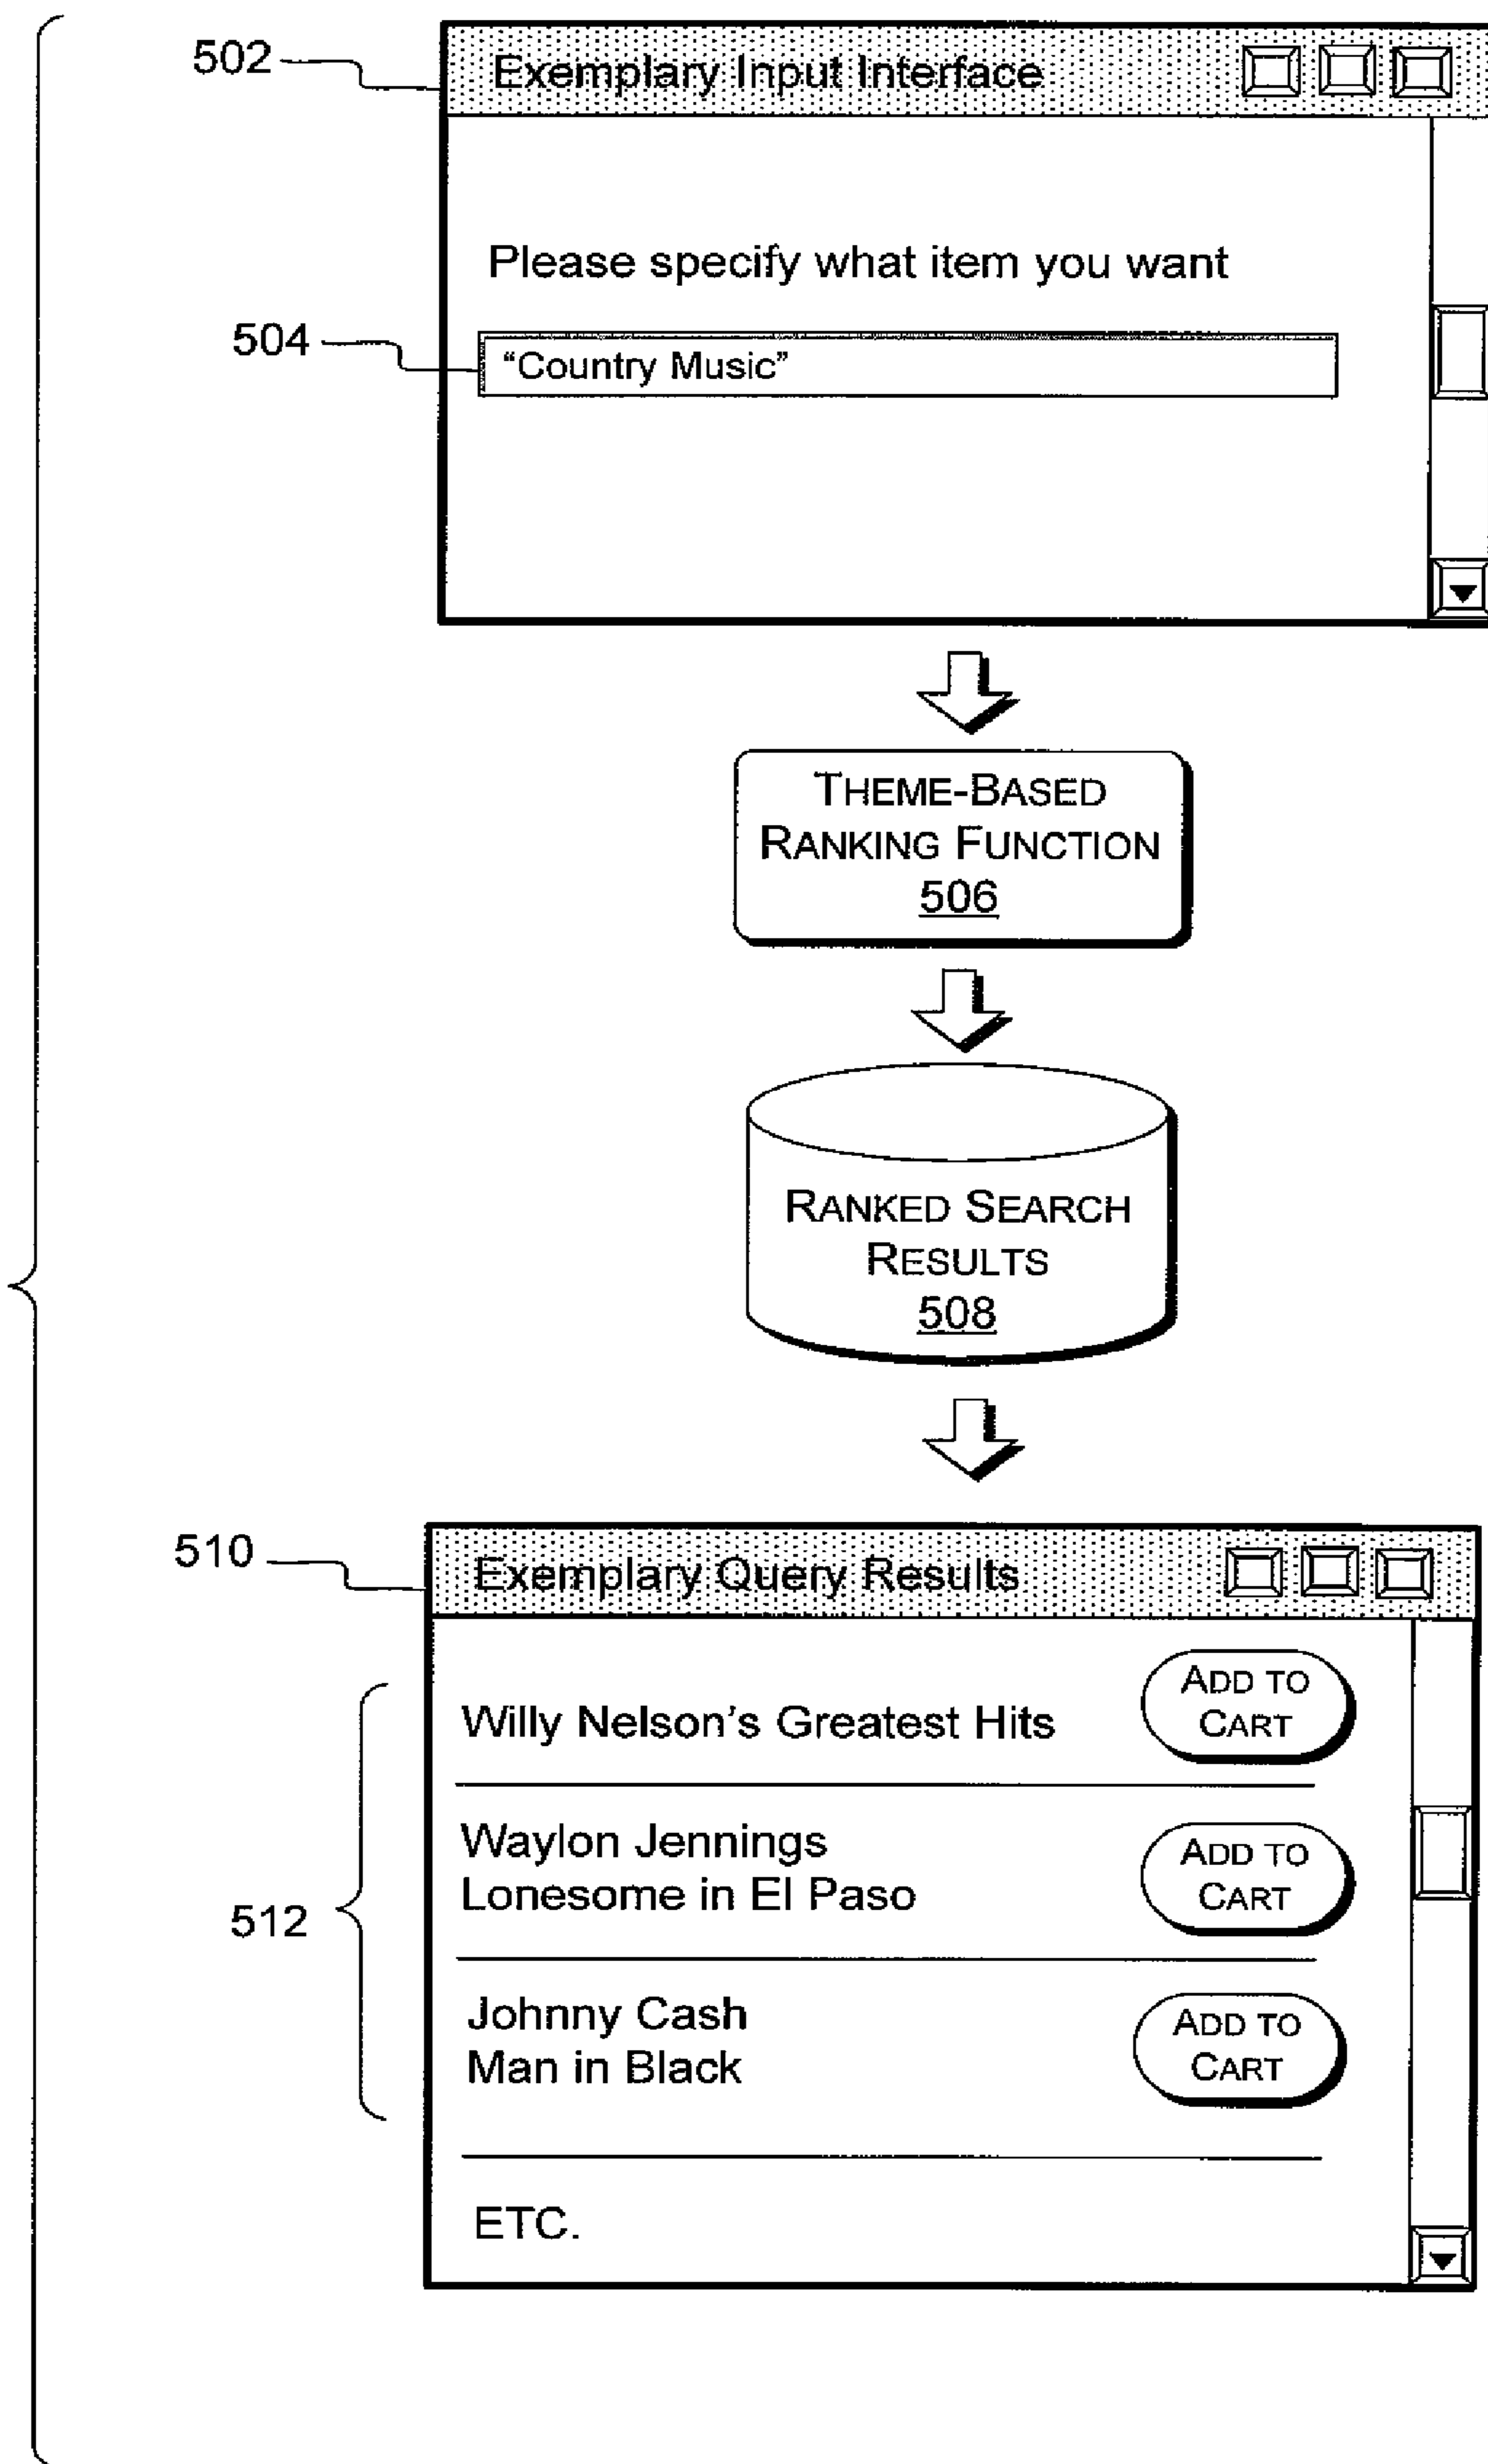 502
Exemplary Input Interface
Please specify what item you want
504
“Country Music”
THEME-BASED
RANKING FUNCTION
506
RANKED SEARCH
RESULTS
508
510
Exemplary Query Results
Willy Nelson’s Greatest Hits
ADD TO
CART
512
Waylon Jennings
Lonesome in El Paso
ADD TO
CART
Johnny Cash
Man in Black
ADD TO
CART
ETC.